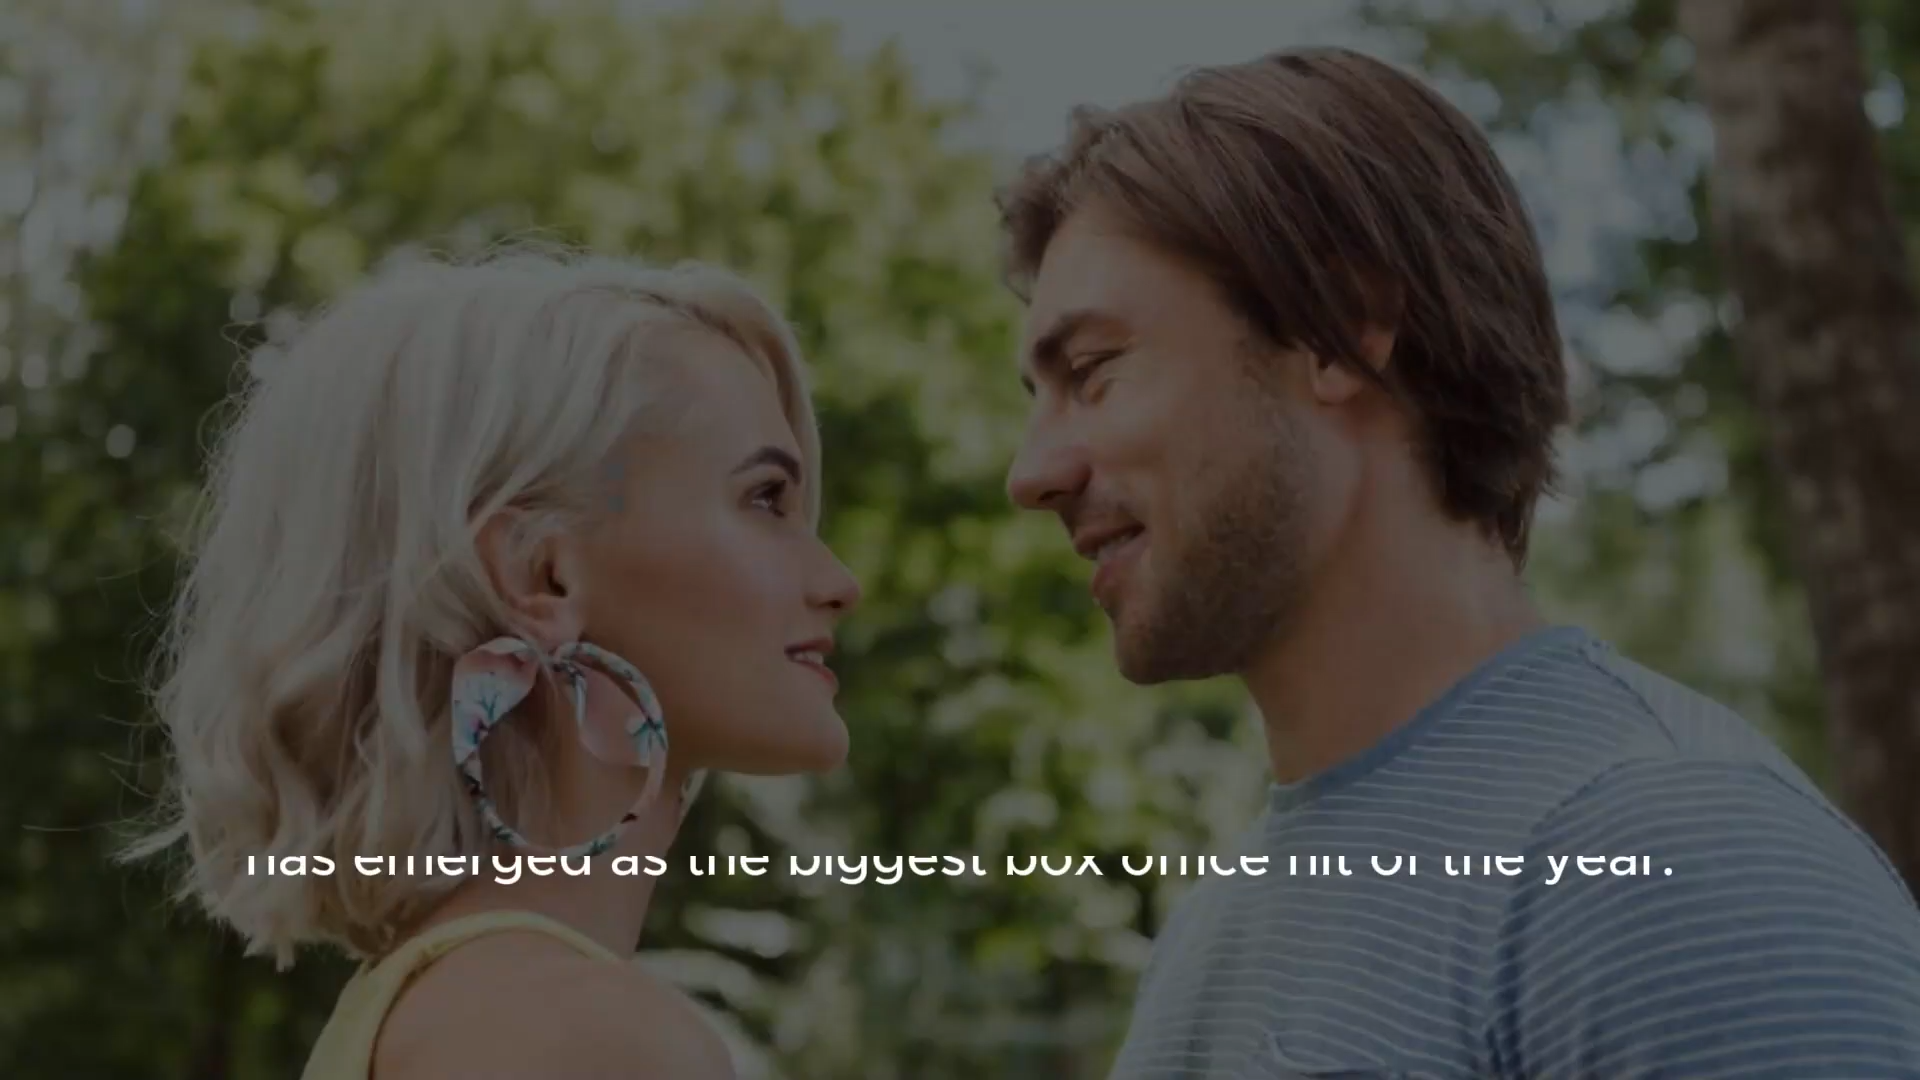 has emerged as the biggest box office hit of the year.